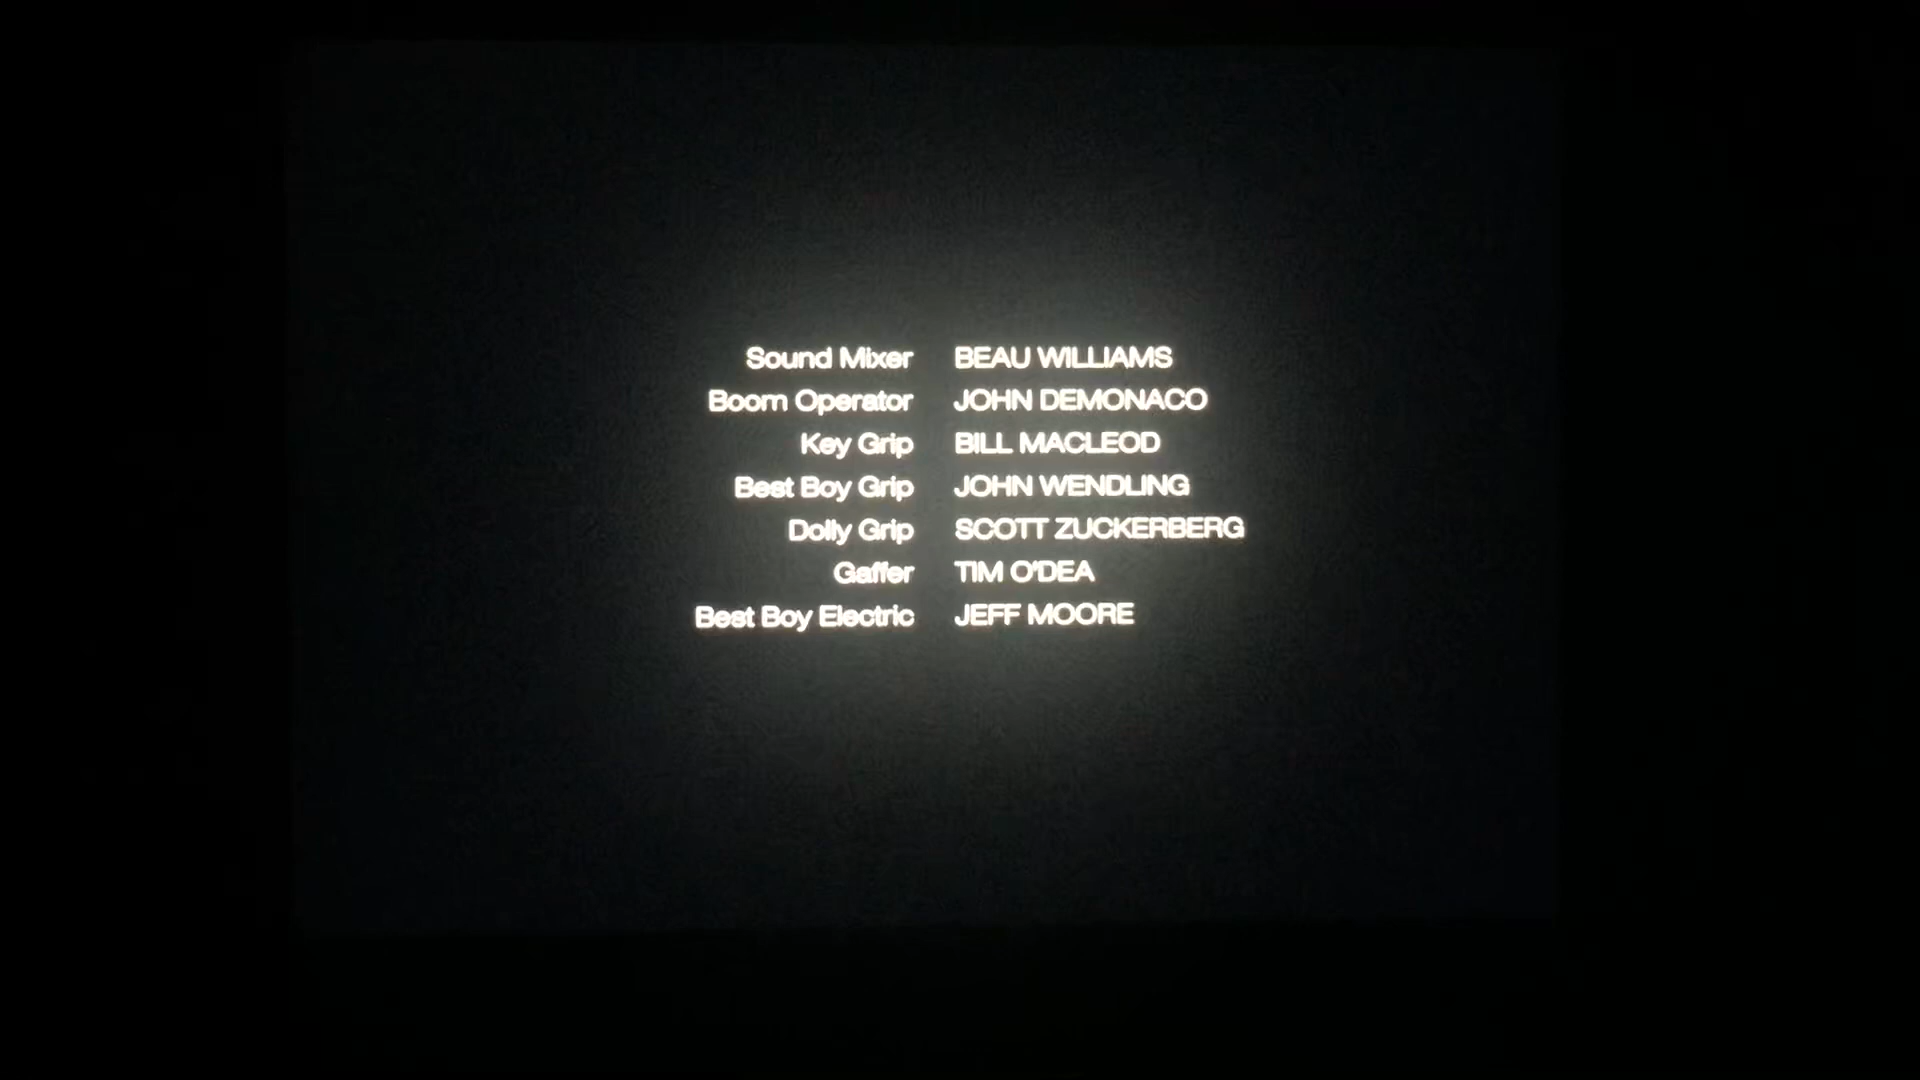 Sound Mixer BEAU WILLIAMS
Boom Operator JOHN DEMONACO
Key Grip BILL MACLEOD
Best Boy Grip JOHN WENDLING
Dolly Grip SCOTT ZUCKERBERG
Gaffer TIM O'DEA
Best Boy Electric JEFF MOORE